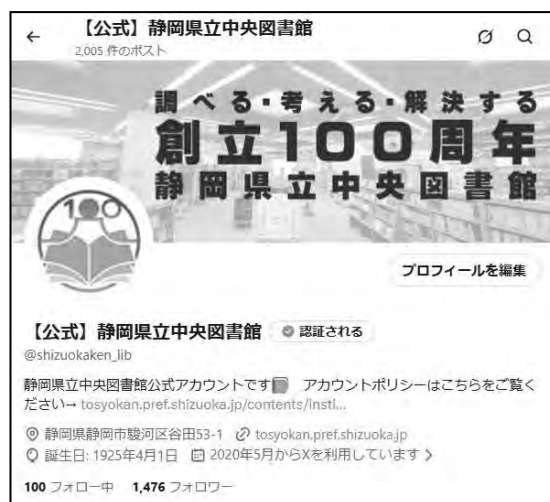 【公式】静岡県立中央図書館
2,005 件のポスト
調べる・考える・解決する
創立100周年
静岡県立中央図書館
100
プロフィールを編集
【公式】静岡県立中央図書館 認証される
@shizuokaken_lib
静岡県立中央図書館公式アカウントです📗 アカウントポリシーはこちらをご覧く
ださい→ tosyokan.pref.shizuoka.jp/contents/insti...
静岡県静岡市駿河区谷田53-1 tosyokan.pref.shizuoka.jp
誕生日: 1925年4月1日 2020年5月からXを利用しています
100 フォロー中 1,476 フォロワー